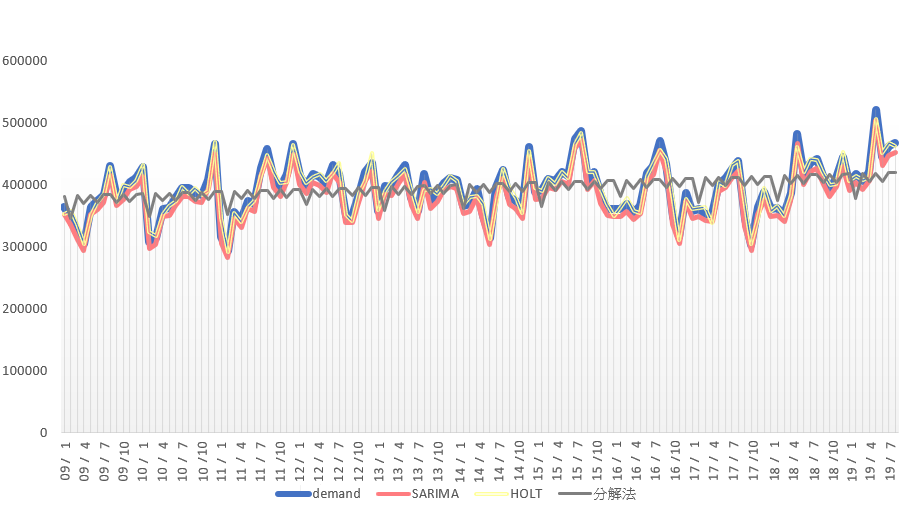 600000
500000
400000
300000
200000
100000
0
09 / 1
09 / 4
09 / 7
09 /10
10 / 1
10 / 4
10 / 7
10 /10
11 / 1
11 / 4
11 / 7
11 /10
12 / 1
12 / 4
12 / 7
12 /10
13 / 1
13 / 4
13 / 7
13 /10
14 / 1
14 / 4
14 / 7
14 /10
15 / 1
15 / 4
15 / 7
15 /10
16 / 1
16 / 4
16 / 7
16 /10
17 / 1
17 / 4
17 / 7
17 /10
18 / 1
18 / 4
18 / 7
18 /10
19 / 1
19 / 4
19 / 7
demand SARIMA HOLT 分解法